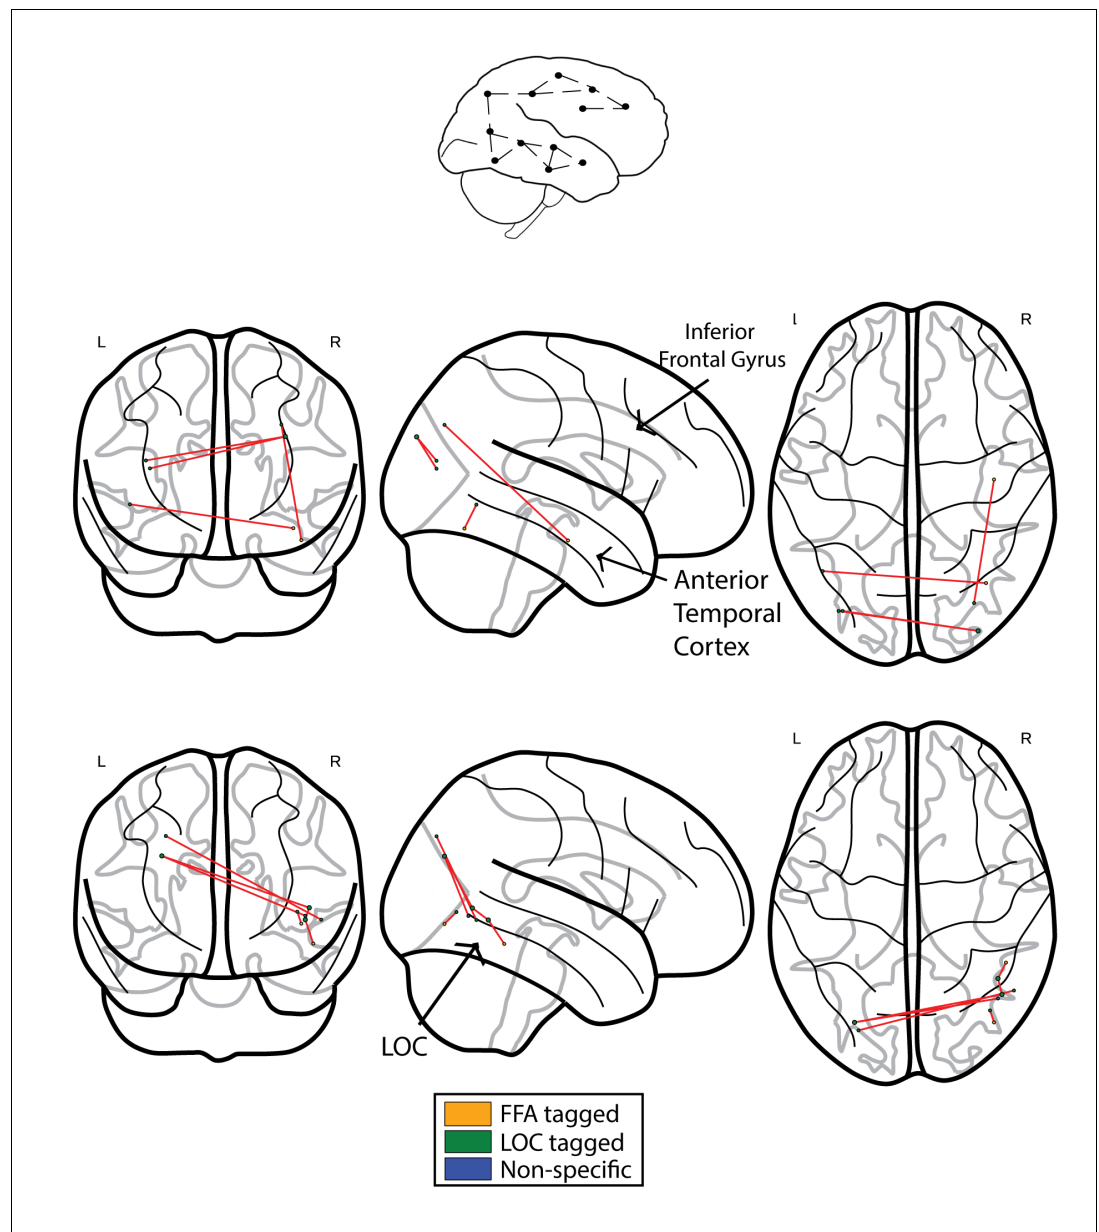 L
R
Inferior
Frontal Gyrus
L
R
Anterior
Temporal
Cortex
L
R
L
R
LOC
FFA tagged
LOC tagged
Non-specific